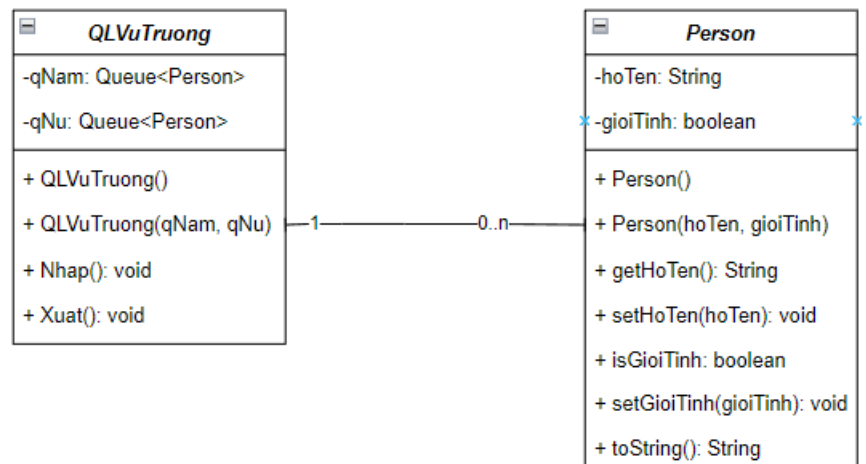 QLVuTruong
-qNam: Queue<Person>
-qNu: Queue<Person>
+ QLVuTruong()
+ QLVuTruong(qNam, qNu)
+ Nhap(): void
+ Xuat(): void
1
0..n
Person
-hoTen: String
-gioiTinh: boolean
+ Person()
+ Person(hoTen, gioiTinh)
+ getHoTen(): String
+ setHoTen(hoTen): void
+ isGioiTinh: boolean
+ setGioiTinh(gioiTinh): void
+ toString(): String